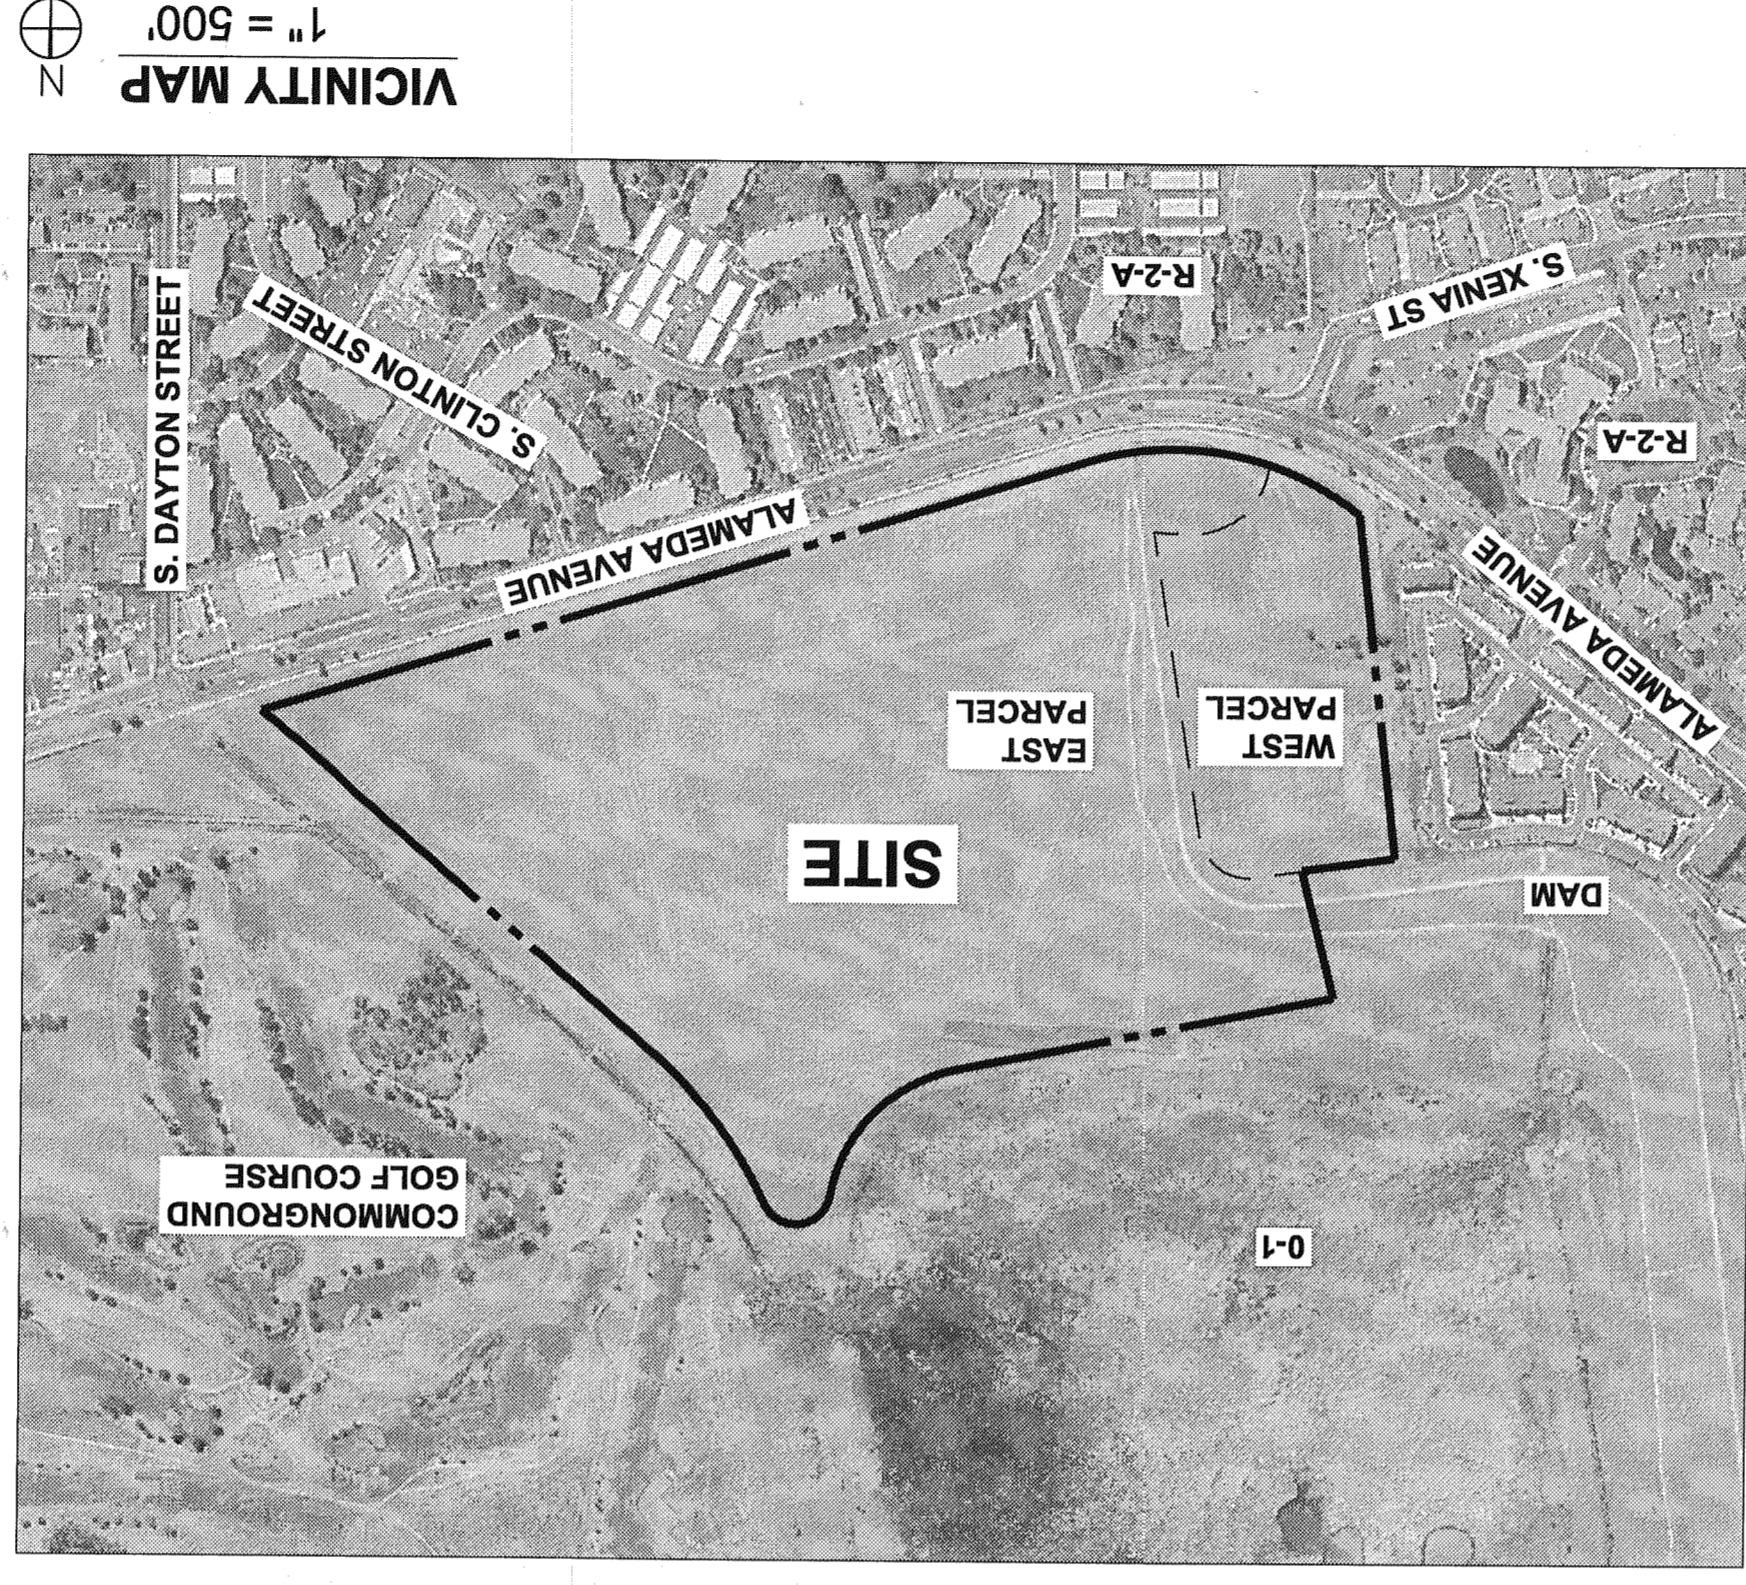 0-1
COMMONGROUND
GOLF COURSE
DAM
SITE
WEST
PARCEL
EAST
PARCEL
ALAMEDA AVENUE
ALAMEDA AVENUE
S. DAYTON STREET
R-2-A
S. CLINTON STREET
S. XENIA ST
R-2-A
VICINITY MAP
1" = 500'
N